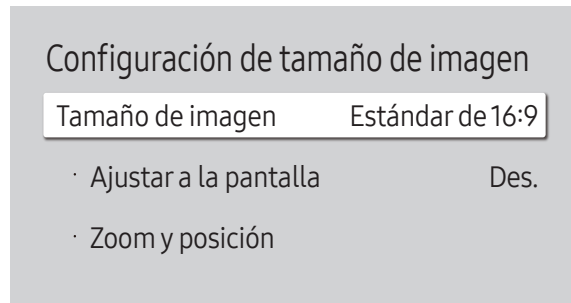 Configuración de tamaño de imagen
Tamaño de imagen Estándar de 16:9
· Ajustar a la pantalla Des.
· Zoom y posición